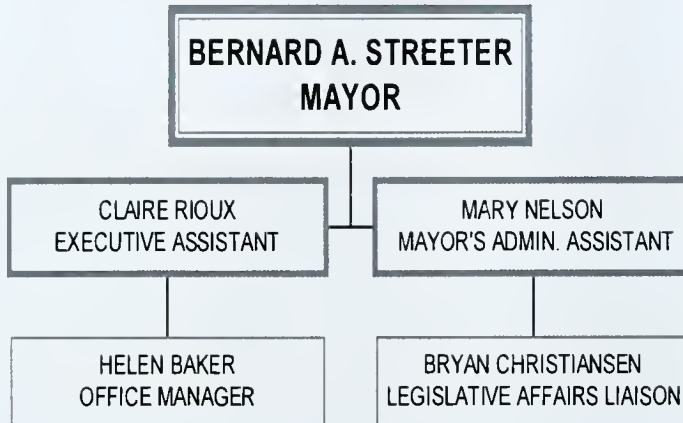 BERNARD A. STREETER
MAYOR
CLAIRE RIOUX
EXECUTIVE ASSISTANT
MARY NELSON
MAYOR'S ADMIN. ASSISTANT
HELEN BAKER
OFFICE MANAGER
BRYAN CHRISTIANSEN
LEGISLATIVE AFFAIRS LIAISON